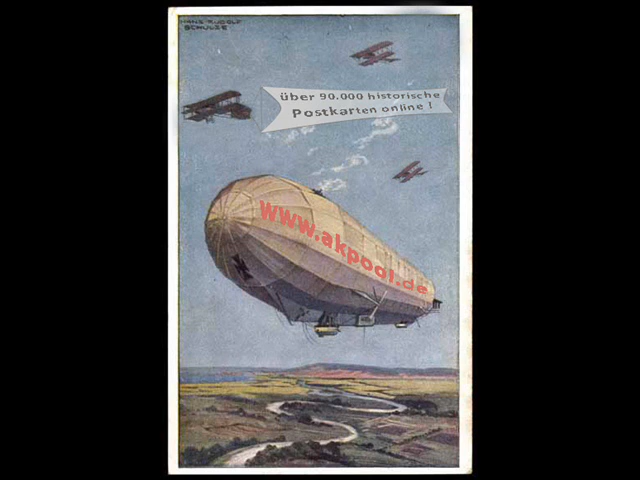 HANS RUDOLF
SCHULZE
über 90.000 historische
Postkarten online !
www.akpool.de